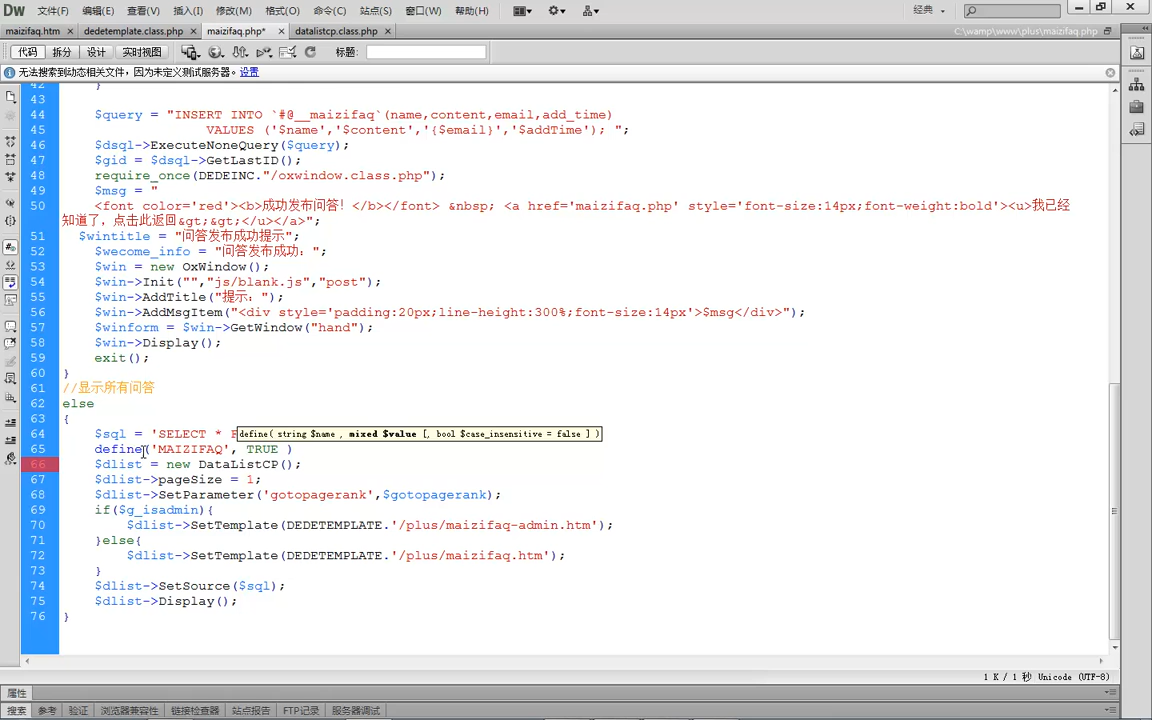 Dw 文件(F) 编辑(E) 查看(V) 插入(I) 修改(M) 格式(O) 命令(C) 站点(S) 窗口(W) 帮助(H) 经典
maizifaq.htm × dedetemplate.class.php × maizifaq.php* × datalistcp.php × C:\wamp\www\plus\maizifaq.php
代码 拆分 设计 实时视图 标题:
无法搜索到动态相关文件，因为未定义测试服务器。设置
42 }
43
44 $query = "INSERT INTO `#@__maizifaq`(name,content,email,add_time)
45 VALUES ('$name','$content','{$email}','$addTime'); ";
46 $dsql->ExecuteNoneQuery($query);
47 $gid = $dsql->GetLastID();
48 require_once(DEDEINC."/oxwindow.class.php");
49 $msg = "
50 <font color='red'><b>成功发布问答！</b></font> &nbsp; <a href='maizifaq.php' style='font-size:14px;font-weight:bold'><u>我已经
知道了，点击此返回&gt;&gt;</u></a>";
51 $wintitle = "问答发布成功提示";
52 $wecome_info = "问答发布成功：";
53 $win = new OxWindow();
54 $win->Init("","js/blank.js","post");
55 $win->AddTitle("提示：");
56 $win->AddMsgItem("<div style='padding:20px;line-height:300%;font-size:14px'>$msg</div>");
57 $winform = $win->GetWindow("hand");
58 $win->Display();
59 exit();
60 }
61 //显示所有问答
62 else
63 {
64 $sql = 'SELECT * F define( string $name , mixed $value [, bool $case_insensitive = false ] )
65 define('MAIZIFAQ', TRUE )
66 $dlist = new DataListCP();
67 $dlist->pageSize = 1;
68 $dlist->SetParameter('gotopagerank',$gotopagerank);
69 if($g_isadmin){
70 $dlist->SetTemplate(DEDETEMPLATE.'/plus/maizifaq-admin.htm');
71 }else{
72 $dlist->SetTemplate(DEDETEMPLATE.'/plus/maizifaq.htm');
73 }
74 $dlist->SetSource($sql);
75 $dlist->Display();
76 }
1 K / 1 秒 Unicode (UTF-8)
属性
搜索 参考 验证 浏览器兼容性 链接检查器 站点报告 FTP记录 服务器调试